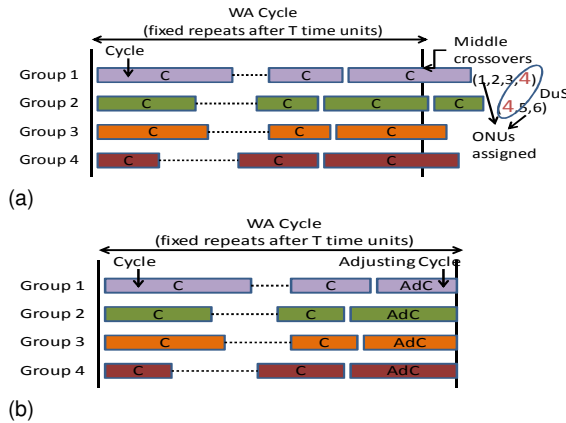 WA Cycle
(fixed repeats after T time units)
Cycle
Middle
crossovers
Group 1 C C C (1,2,3,4)
Group 2 C C C C (4,5,6) DuS
Group 3 C C C
ONUs
assigned
Group 4 C C C
(a)
WA Cycle
(fixed repeats after T time units)
Cycle Adjusting Cycle
Group 1 C C AdC
Group 2 C C AdC
Group 3 C C AdC
Group 4 C C AdC
(b)